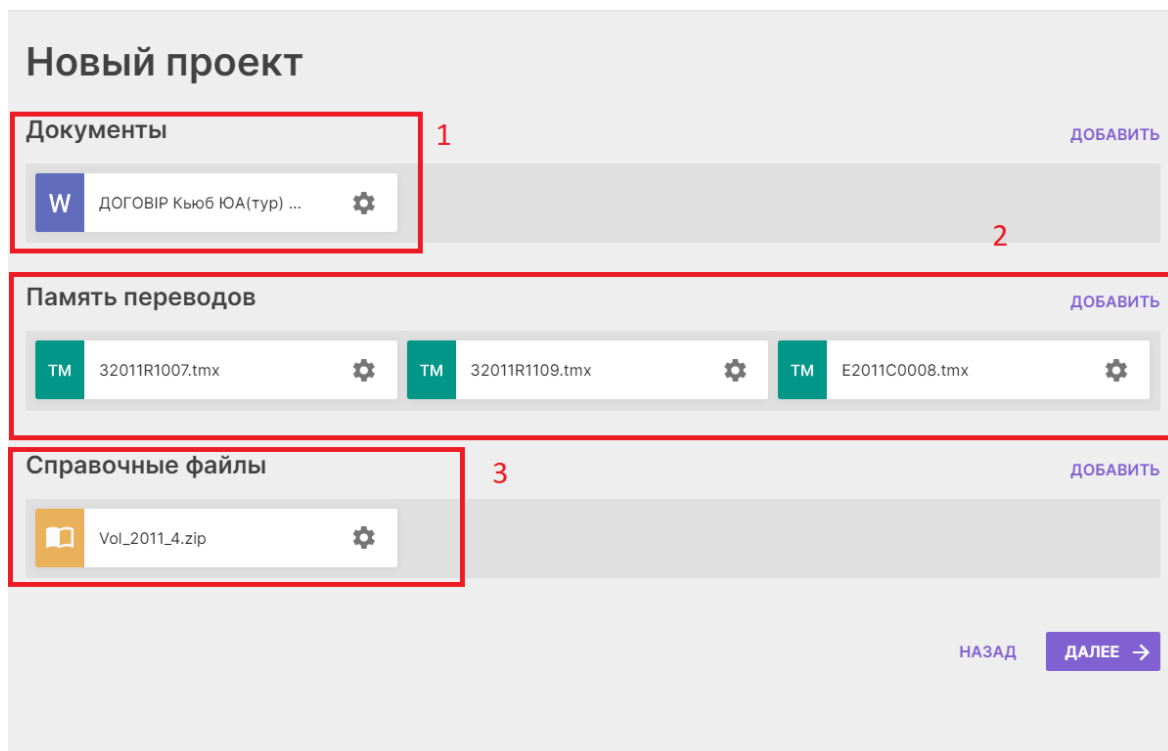 Новый проект
Документы
1
ДОБАВИТЬ
W
ДОГОВІР Кьюб ЮА(тур) ...
2
Память переводов
ДОБАВИТЬ
TM
32011R1007.tmx
TM
32011R1109.tmx
TM
E2011C0008.tmx
Справочные файлы
3
ДОБАВИТЬ
Vol_2011_4.zip
НАЗАД
ДАЛЕЕ →